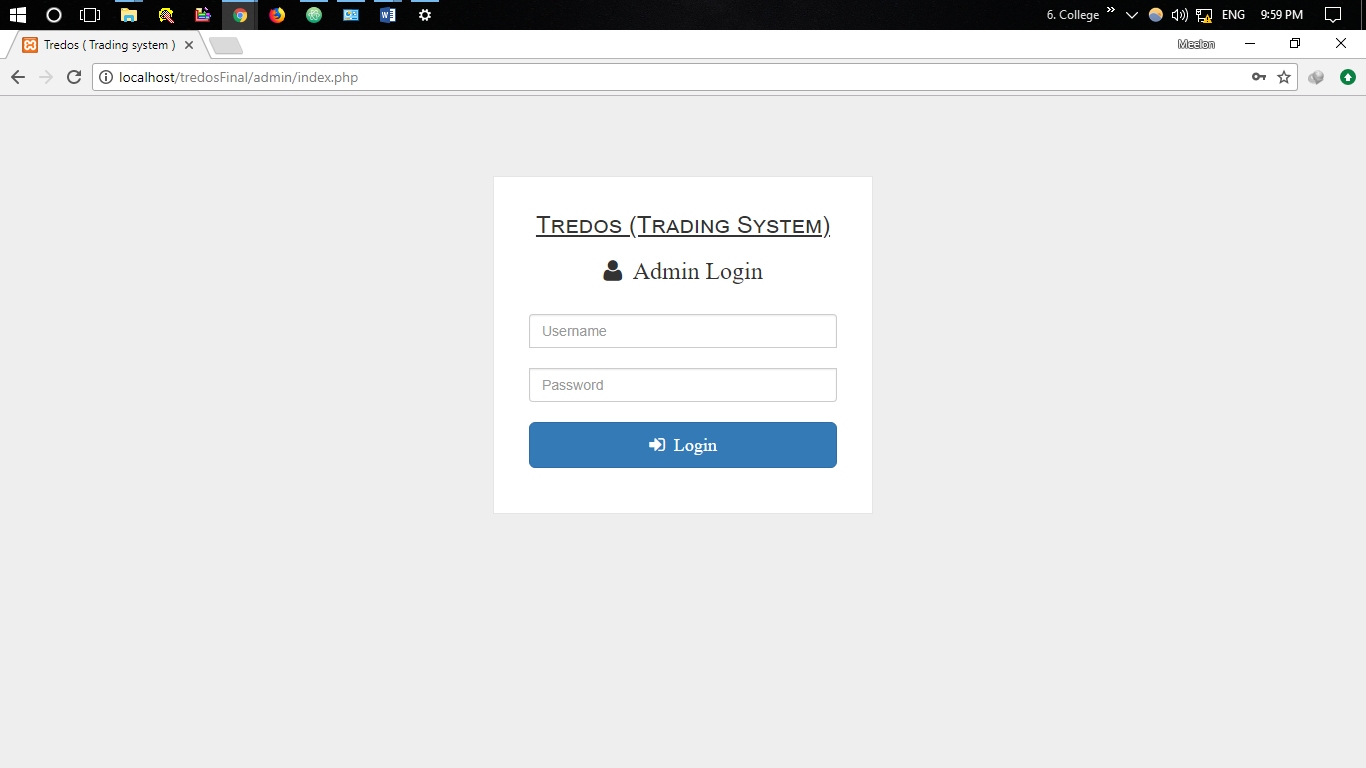 6. College » ENG 9:59 PM
Tredos ( Trading system )
Meelon
localhost/tredosFinal/admin/index.php
Tredos (Trading System)
Admin Login
Username
Password
Login